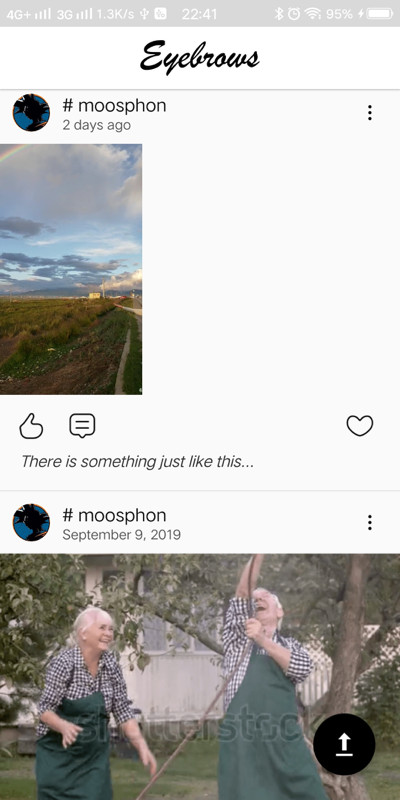 4G+ 3G 1.3K/s 22:41 95%
Eyebrows
# moosphon
2 days ago
There is something just like this...
# moosphon
September 9, 2019
shutterstock